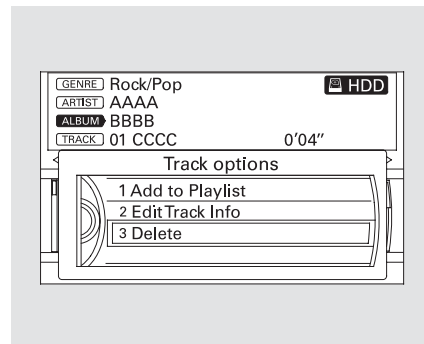 GENRE Rock/Pop HDD
ARTIST AAAA
ALBUM BBBB
TRACK 01 CCCC 0'04"
Track options
1 Add to Playlist
2 Edit Track Info
3 Delete